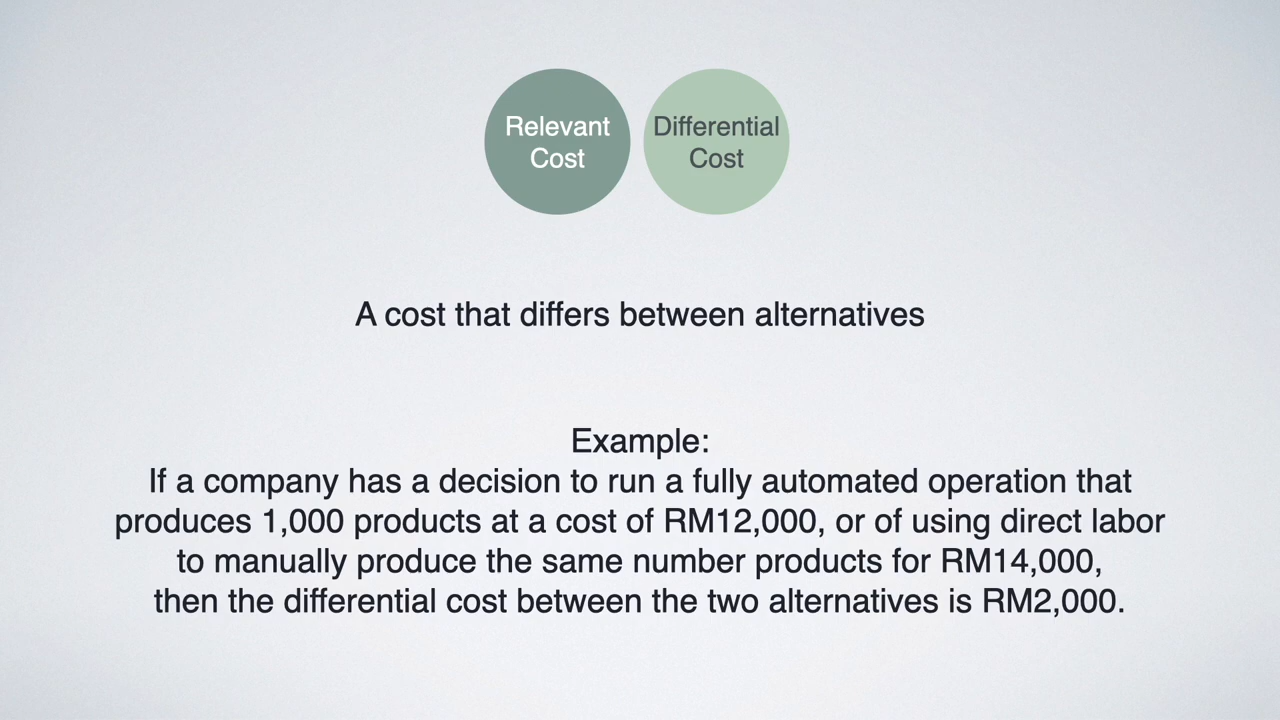 Relevant
Cost
Differential
Cost
A cost that differs between alternatives
Example:
If a company has a decision to run a fully automated operation that
produces 1,000 products at a cost of RM12,000, or of using direct labor
to manually produce the same number products for RM14,000,
then the differential cost between the two alternatives is RM2,000.